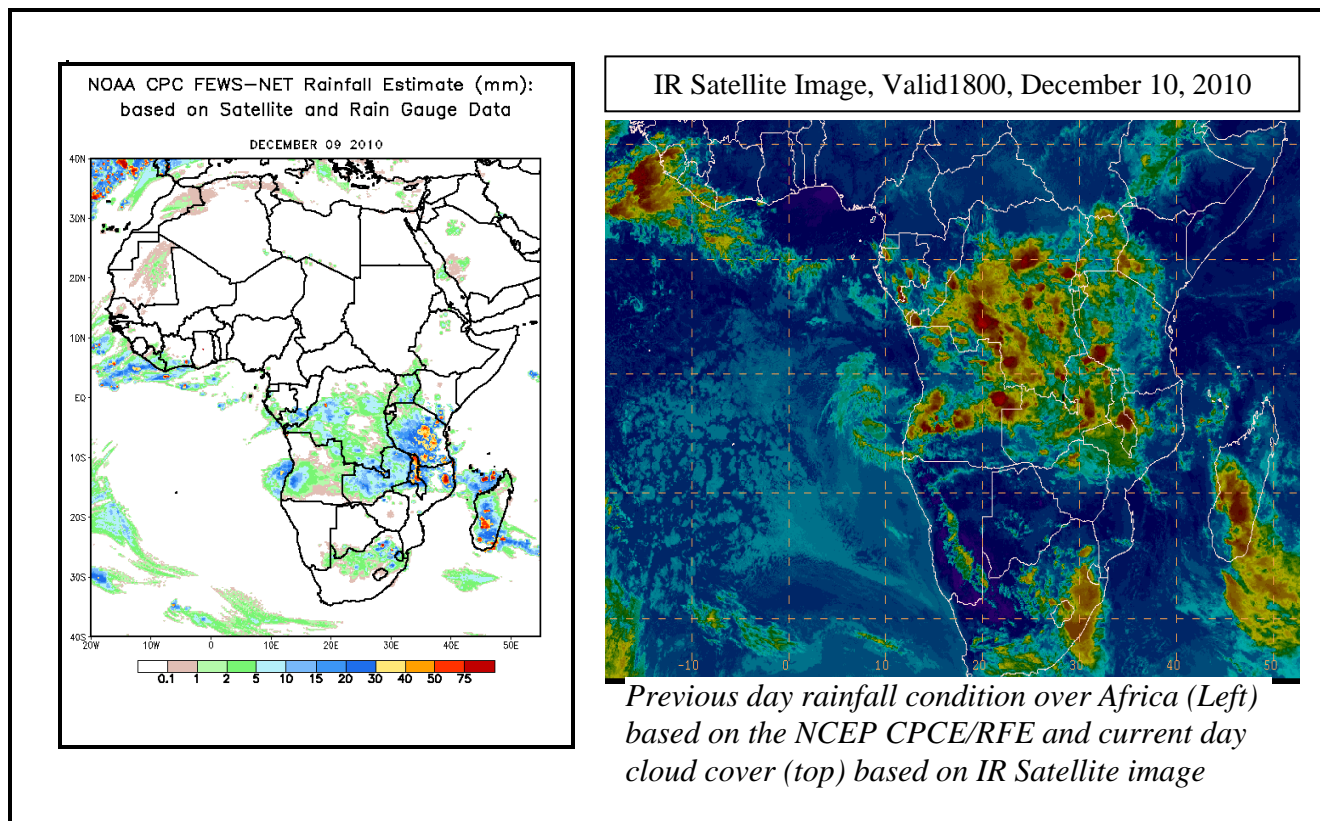 NOAA CPC FEWS-NET Rainfall Estimate (mm):
based on Satellite and Rain Gauge Data
DECEMBER 09 2010
40N
30N
20N
10N
EQ
10S
20S
30S
40S
20W 10W 0 10E 20E 30E 40E 50E
0.1 1 2 5 10 15 20 30 40 50 75
IR Satellite Image, Valid1800, December 10, 2010
-10 0 10 20 30 40 50
Previous day rainfall condition over Africa (Left)
based on the NCEP CPCE/RFE and current day
cloud cover (top) based on IR Satellite image